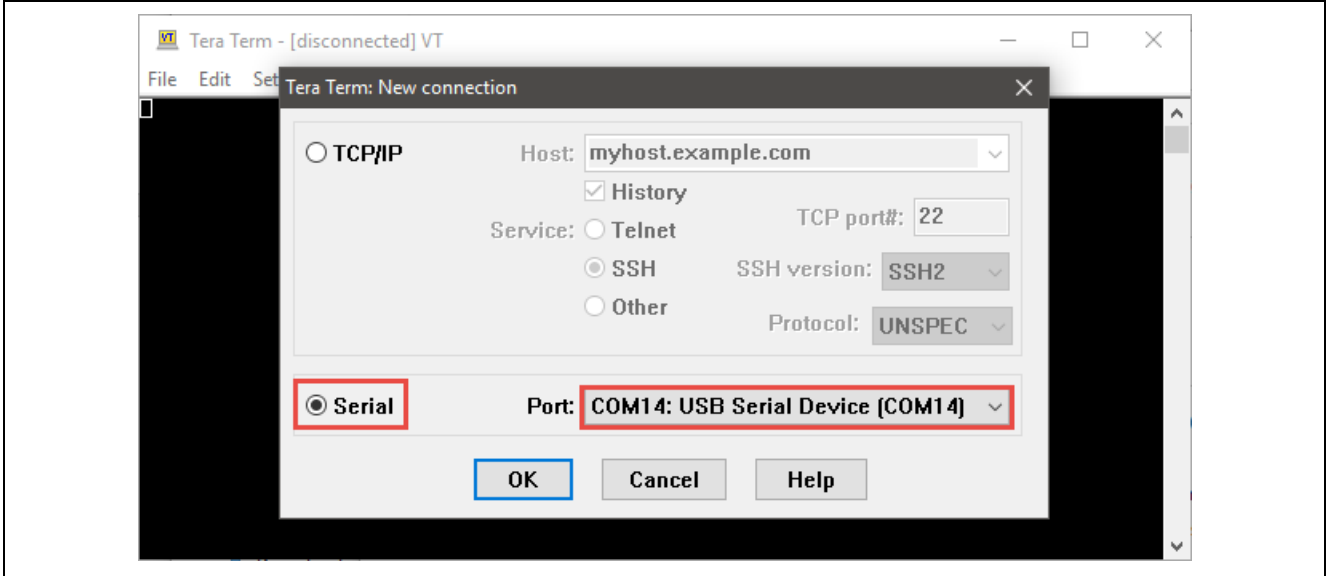 VT Tera Term - [disconnected] VT
File Edit Set
Tera Term: New connection
TCP/IP Host: myhost.example.com
History
TCP port#: 22
Service: Telnet
SSH SSH version: SSH2
Other
Protocol: UNSPEC
Serial Port: COM14: USB Serial Device (COM14)
OK Cancel Help